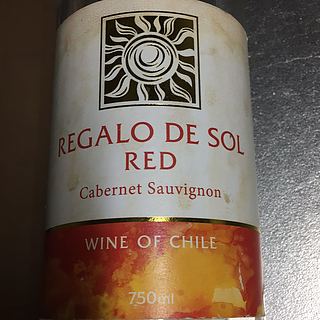 REGALO DE SOL
RED
Cabernet Sauvignon
WINE OF CHILE
750ml